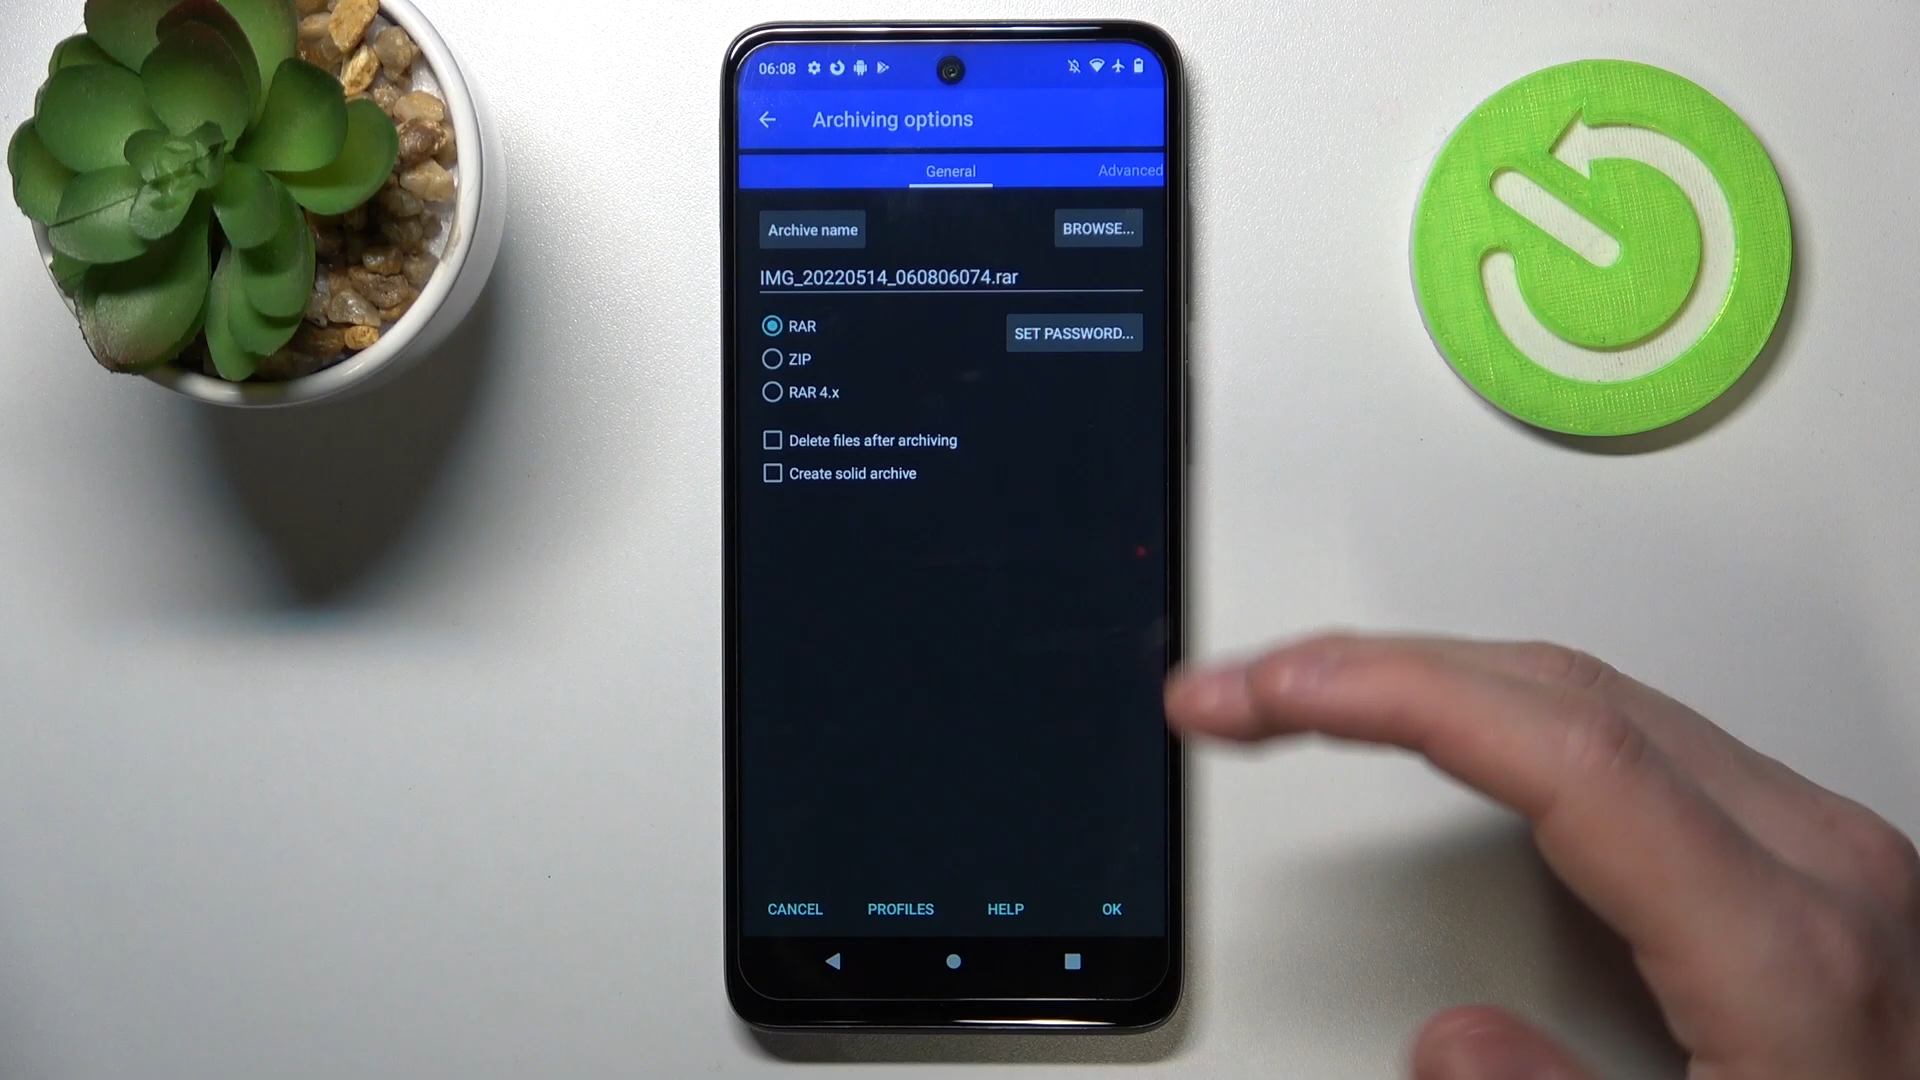 06:08
Archiving options
General
Advanced
Archive name
BROWSE...
IMG_20220514_060806074.rar
RAR
SET PASSWORD...
ZIP
RAR 4.x
Delete files after archiving
Create solid archive
CANCEL
PROFILES
HELP
OK